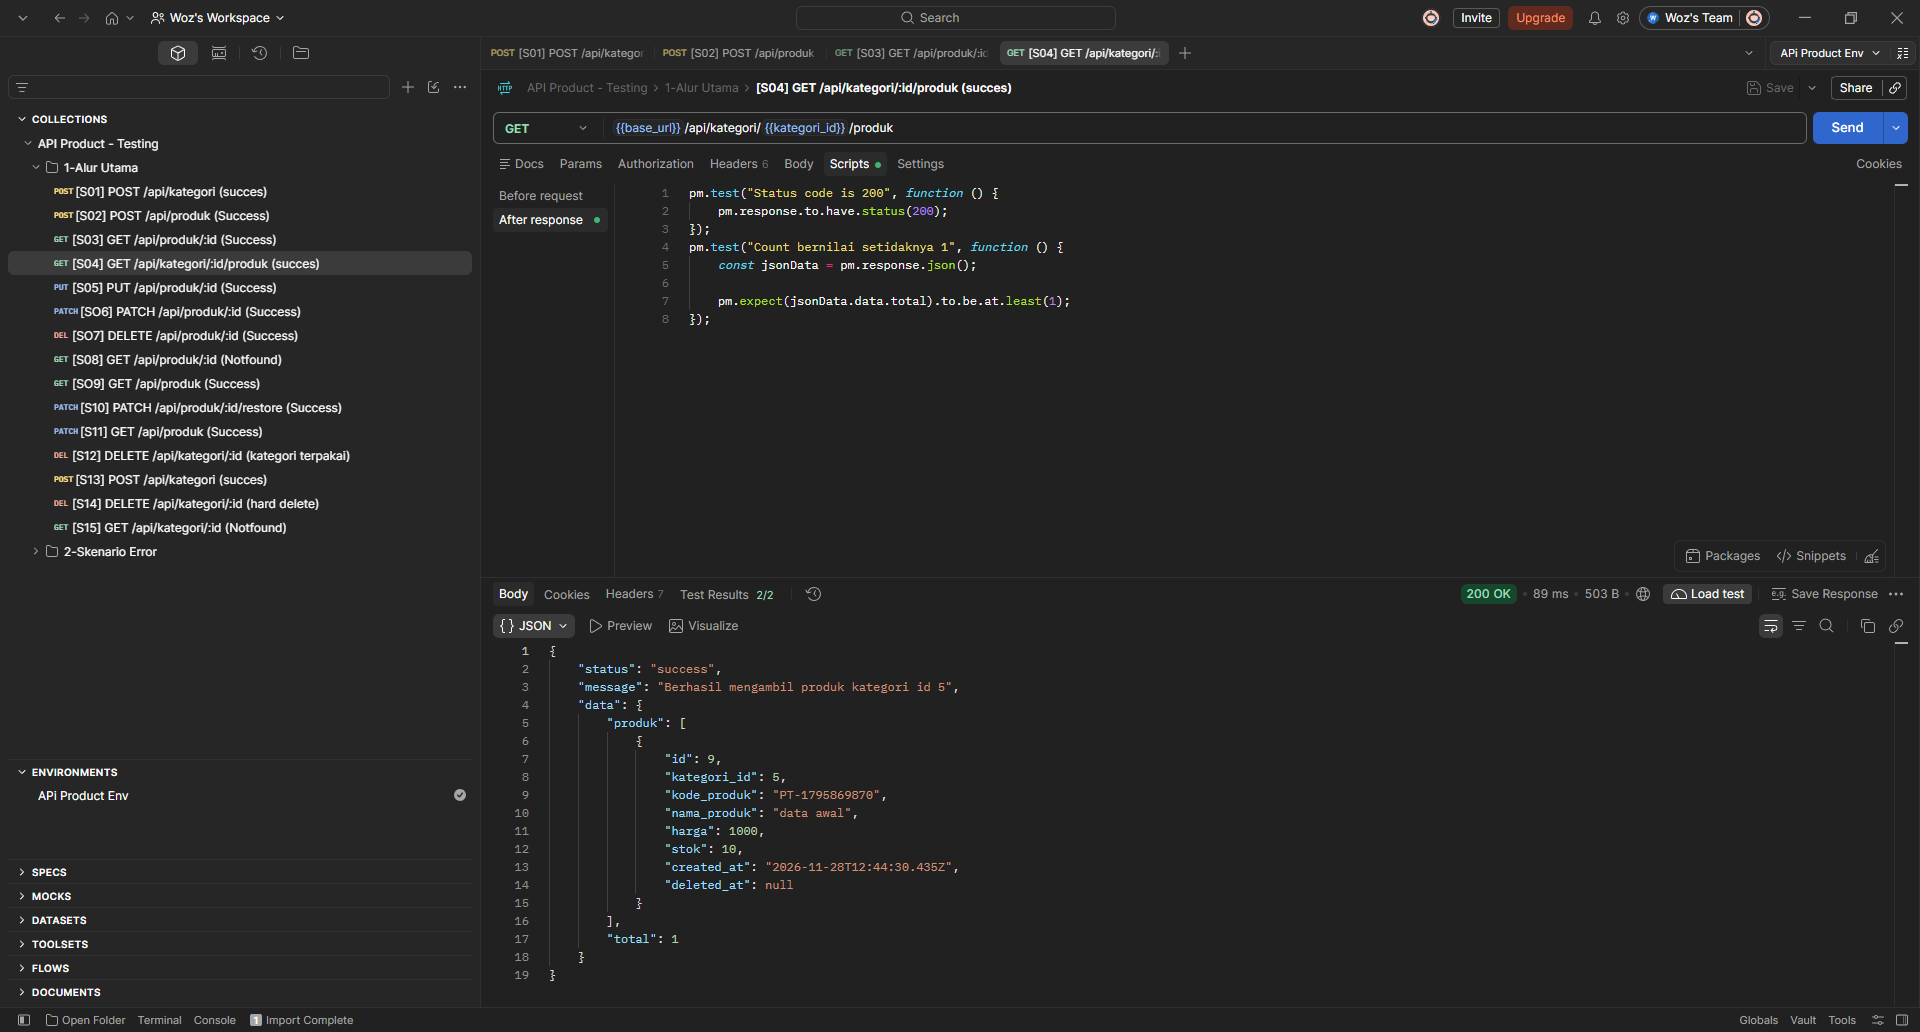 Woz's Workspace
Search
Invite
Upgrade
Woz's Team
POST [S01] POST /api/kategor
POST [S02] POST /api/produk
GET [S03] GET /api/produk/:ic
GET [S04] GET /api/kategori/:
APi Product Env
HTTP API Product - Testing > 1-Alur Utama > [S04] GET /api/kategori/:id/produk (succes)
Save
Share
GET
{{base_url}} /api/kategori/ {{kategori_id}} /produk
Send
Docs
Params
Authorization
Headers 6
Body
Scripts
Settings
Cookies
Before request
After response
1 pm.test("Status code is 200", function () {
2 pm.response.to.have.status(200);
3 });
4 pm.test("Count bernilai setidaknya 1", function () {
5 const jsonData = pm.response.json();
6
7 pm.expect(jsonData.data.total).to.be.at.least(1);
8 });
Packages
Snippets
COLLECTIONS
API Product - Testing
1-Alur Utama
POST [S01] POST /api/kategori (succes)
POST [S02] POST /api/produk (Success)
GET [S03] GET /api/produk/:id (Success)
GET [S04] GET /api/kategori/:id/produk (succes)
PUT [S05] PUT /api/produk/:id (Success)
PATCH [SO6] PATCH /api/produk/:id (Success)
DEL [SO7] DELETE /api/produk/:id (Success)
GET [S08] GET /api/produk/:id (Notfound)
GET [SO9] GET /api/produk (Success)
PATCH [S10] PATCH /api/produk/:id/restore (Success)
PATCH [S11] GET /api/produk (Success)
DEL [S12] DELETE /api/kategori/:id (kategori terpakai)
POST [S13] POST /api/kategori (succes)
DEL [S14] DELETE /api/kategori/:id (hard delete)
GET [S15] GET /api/kategori/:id (Notfound)
2-Skenario Error
ENVIRONMENTS
APi Product Env
SPECS
MOCKS
DATASETS
TOOLSETS
FLOWS
DOCUMENTS
Body
Cookies
Headers 7
Test Results 2/2
200 OK
89 ms
503 B
Load test
e.g. Save Response
{} JSON
Preview
Visualize
1 {
2 "status": "success",
3 "message": "Berhasil mengambil produk kategori id 5",
4 "data": {
5 "produk": [
6 {
7 "id": 9,
8 "kategori_id": 5,
9 "kode_produk": "PT-1795869870",
10 "nama_produk": "data awal",
11 "harga": 1000,
12 "stok": 10,
13 "created_at": "2026-11-28T12:44:30.435Z",
14 "deleted_at": null
15 }
16 ],
17 "total": 1
18 }
19 }
Open Folder
Terminal
Console
1 Import Complete
Globals
Vault
Tools